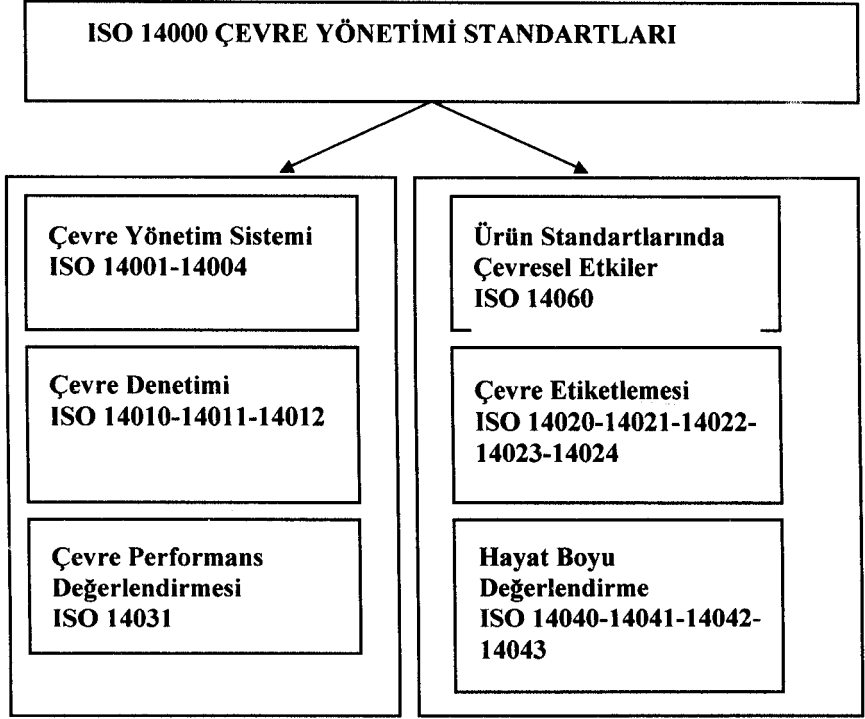 ISO 14000 ÇEVRE YÖNETİMİ STANDARTLARI
Çevre Yönetim Sistemi
ISO 14001-14004
Çevre Denetimi
ISO 14010-14011-14012
Çevre Performans
Değerlendirmesi
ISO 14031
Ürün Standartlarında
Çevresel Etkiler
ISO 14060
Çevre Etiketlemesi
ISO 14020-14021-14022-
14023-14024
Hayat Boyu
Değerlendirme
ISO 14040-14041-14042-
14043